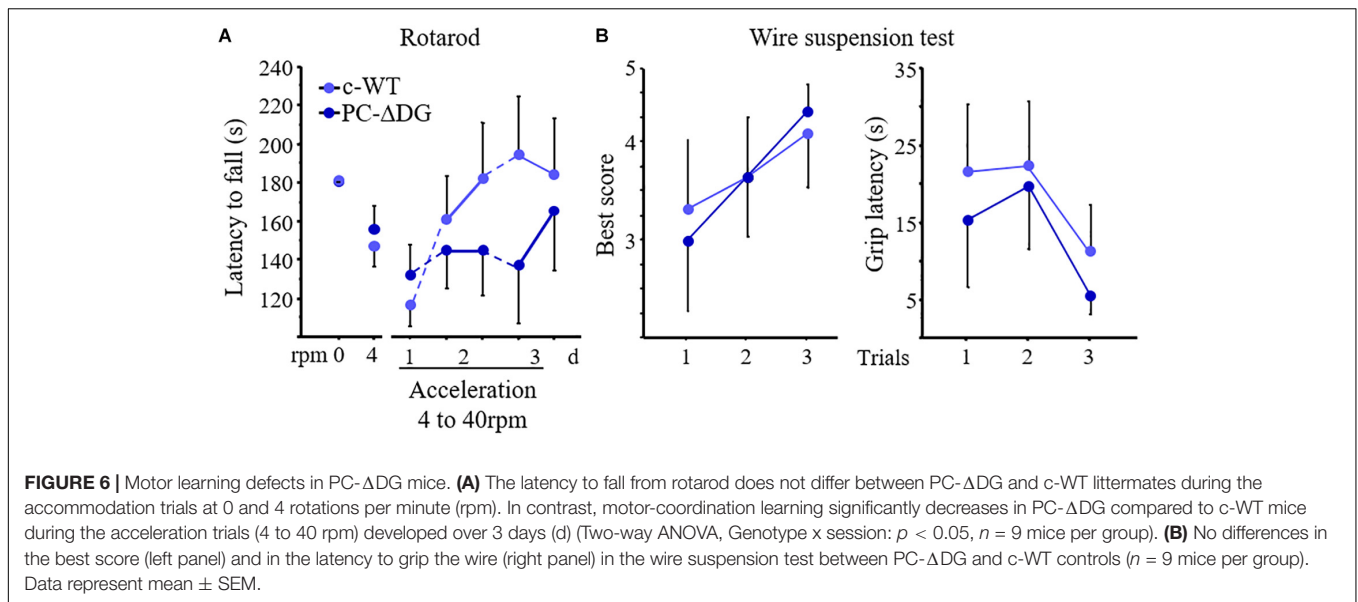 A
Rotarod
240
220
200
180
160
140
120
Latency to fall (s)
c-WT
PC-ΔDG
rpm 0 4 1 2 3 d
Acceleration
4 to 40rpm
B
Wire suspension test
5
4
3
Best score
1 2 3
35
25
15
5
Grip latency (s)
Trials 1 2 3
FIGURE 6 | Motor learning defects in PC-ΔDG mice. (A) The latency to fall from rotarod does not differ between PC-ΔDG and c-WT littermates during the
accommodation trials at 0 and 4 rotations per minute (rpm). In contrast, motor-coordination learning significantly decreases in PC-ΔDG compared to c-WT mice
during the acceleration trials (4 to 40 rpm) developed over 3 days (d) (Two-way ANOVA, Genotype x session: p < 0.05, n = 9 mice per group). (B) No differences in
the best score (left panel) and in the latency to grip the wire (right panel) in the wire suspension test between PC-ΔDG and c-WT controls (n = 9 mice per group).
Data represent mean ± SEM.